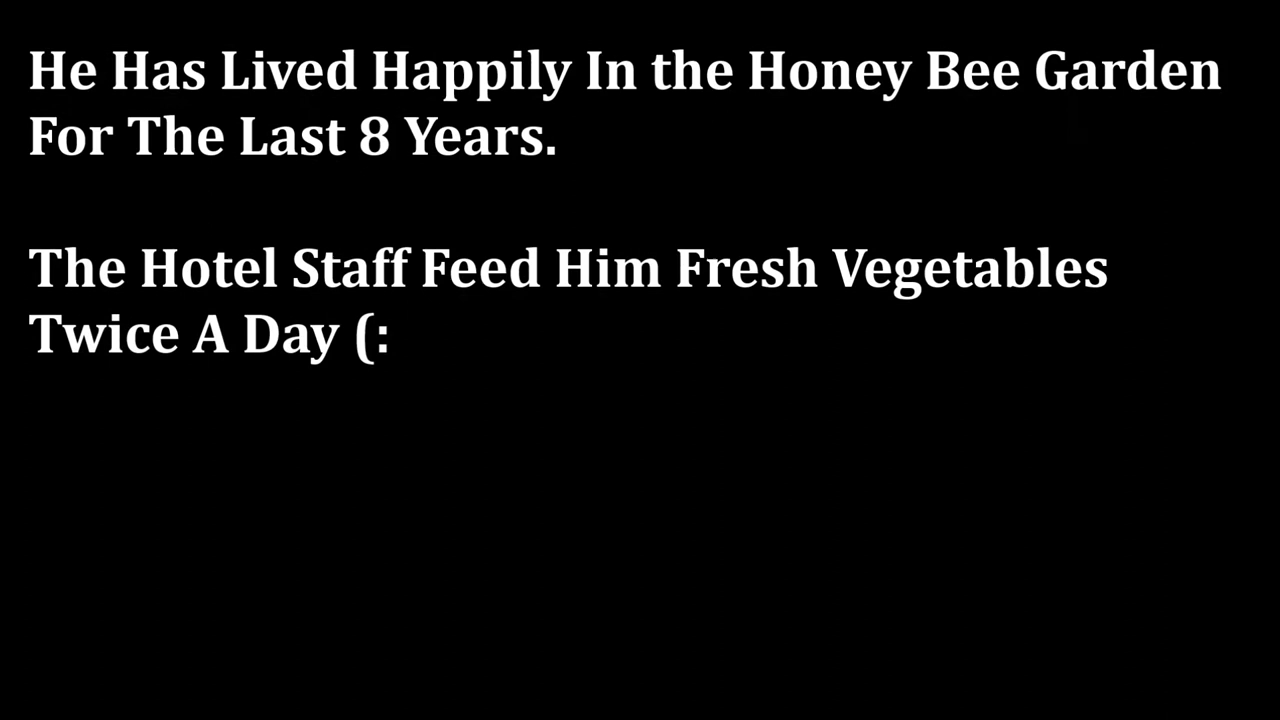 He Has Lived Happily In the Honey Bee Garden
For The Last 8 Years.
The Hotel Staff Feed Him Fresh Vegetables
Twice A Day (: